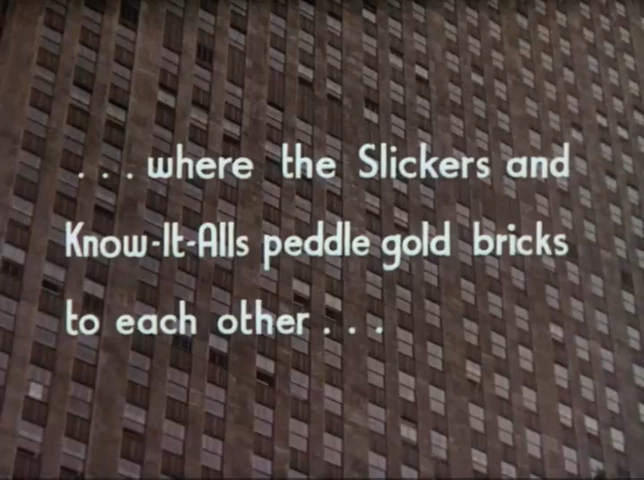 . . . where the Slickers and
Know-It-Alls peddle gold bricks
to each other . . .